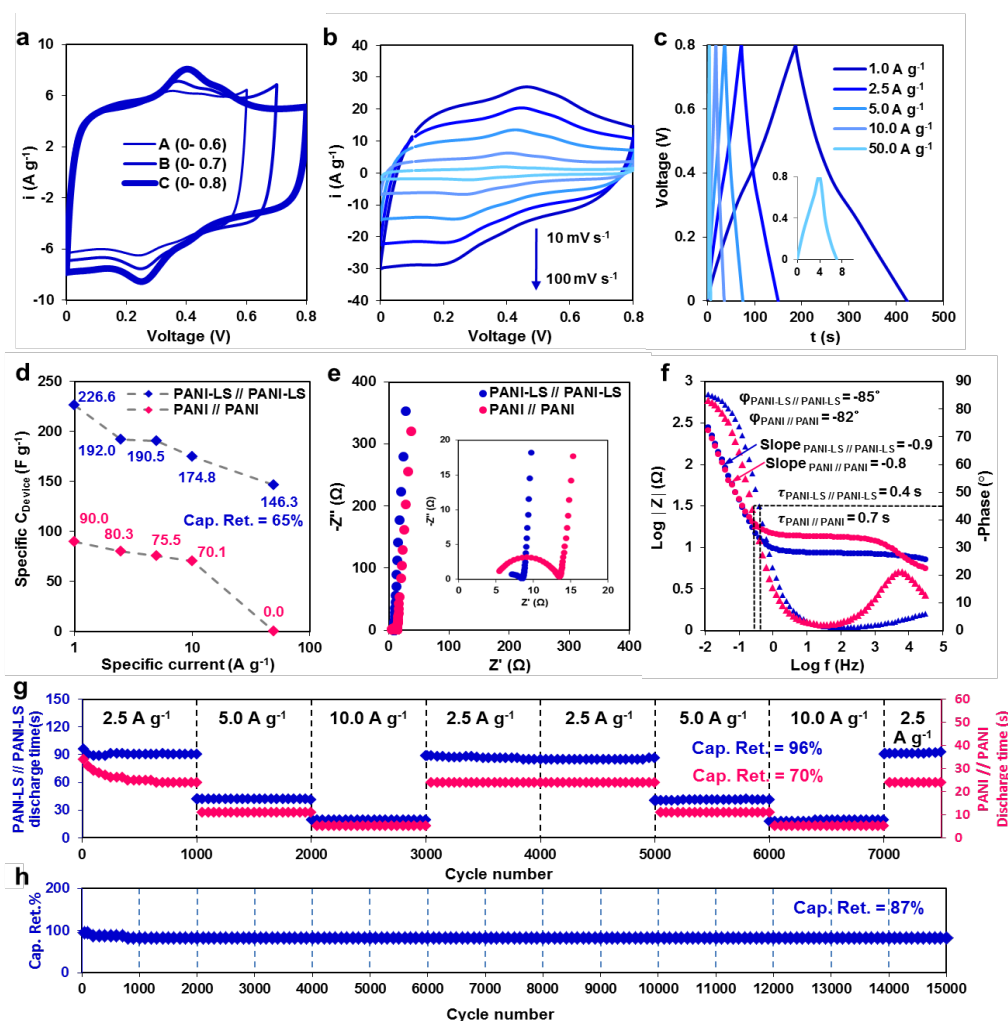 a
i (A g⁻¹)
10
6
2
-2
-6
-10
A (0- 0.6)
B (0- 0.7)
C (0- 0.8)
0 0.2 0.4 0.6 0.8
Voltage (V)
b
i (A g⁻¹)
40
30
20
10
0
-10
-20
-30
-40
10 mV s⁻¹
100 mV s⁻¹
0 0.2 0.4 0.6 0.8
Voltage (V)
c
Voltage (V)
0.8
0.6
0.4
0.2
0
1.0 A g⁻¹
2.5 A g⁻¹
5.0 A g⁻¹
10.0 A g⁻¹
50.0 A g⁻¹
0.8
0.4
0
0 4 8
0 100 200 300 400 500
t (s)
d
Specific C_Device (F g⁻¹)
250
200
150
100
50
0
PANI-LS // PANI-LS
PANI // PANI
226.6
192.0
190.5
174.8
146.3
Cap. Ret. = 65%
90.0
80.3
75.5
70.1
0.0
1 10 100
Specific current (A g⁻¹)
e
-Z'' (Ω)
400
300
200
100
0
PANI-LS // PANI-LS
PANI // PANI
-Z'' (Ω)
20
16
12
8
4
0
0 5 10 15 20
Z' (Ω)
0 100 200 300 400
Z' (Ω)
f
Log |Z| (Ω)
3
2.5
2
1.5
1
0.5
0
φPANI-LS // PANI-LS = -85°
φPANI // PANI = -82°
Slope PANI-LS // PANI-LS = -0.9
Slope PANI // PANI = -0.8
τPANI-LS // PANI-LS = 0.4 s
τPANI // PANI = 0.7 s
90
80
70
60
50
40
30
20
10
0
-Phase (°)
-2 -1 0 1 2 3 4 5
Log f (Hz)
g
PANI-LS // PANI-LS
discharge time(s)
150
120
90
60
30
0
2.5 A g⁻¹ 5.0 A g⁻¹ 10.0 A g⁻¹ 2.5 A g⁻¹ 2.5 A g⁻¹ 5.0 A g⁻¹ 10.0 A g⁻¹ 2.5
A g⁻¹
Cap. Ret. = 96%
Cap. Ret. = 70%
60
50
40
30
20
10
0
PANI // PANI
Discharge time (s)
0 1000 2000 3000 4000 5000 6000 7000
Cycle number
h
Cap. Ret.%
200
100
0
Cap. Ret. = 87%
0 1000 2000 3000 4000 5000 6000 7000 8000 9000 10000 11000 12000 13000 14000 15000
Cycle number